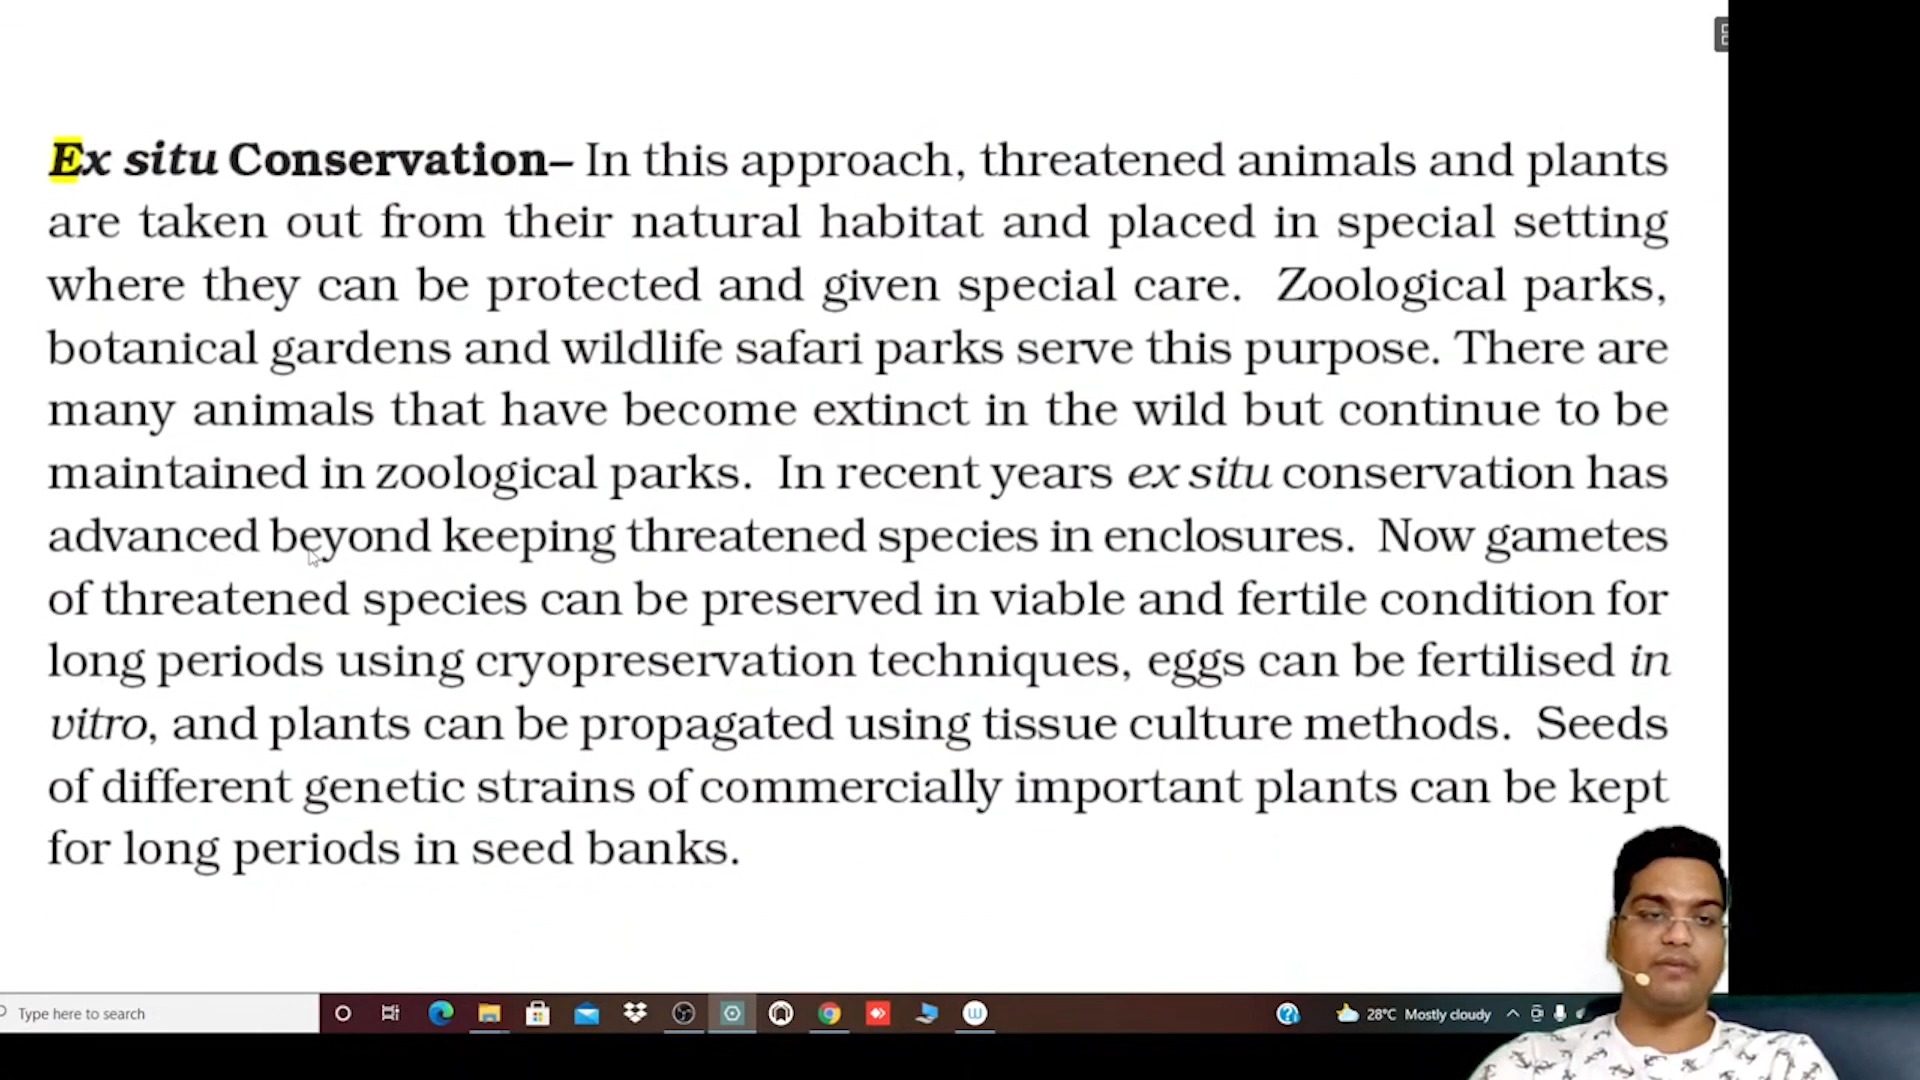 Ex situ Conservation– In this approach, threatened animals and plants
are taken out from their natural habitat and placed in special setting
where they can be protected and given special care. Zoological parks,
botanical gardens and wildlife safari parks serve this purpose. There are
many animals that have become extinct in the wild but continue to be
maintained in zoological parks. In recent years ex situ conservation has
advanced beyond keeping threatened species in enclosures. Now gametes
of threatened species can be preserved in viable and fertile condition for
long periods using cryopreservation techniques, eggs can be fertilised in
vitro, and plants can be propagated using tissue culture methods. Seeds
of different genetic strains of commercially important plants can be kept
for long periods in seed banks.
Type here to search
28°C Mostly cloudy